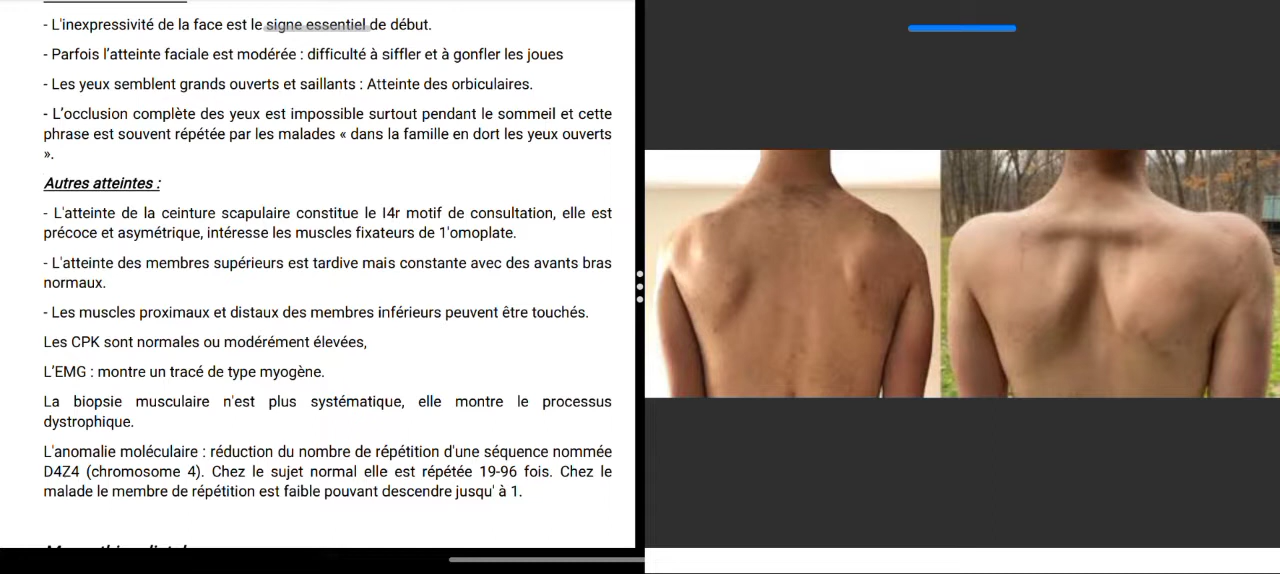 - L'inexpressivité de la face est le signe essentiel de début.
- Parfois l’atteinte faciale est modérée : difficulté à siffler et à gonfler les joues
- Les yeux semblent grands ouverts et saillants : Atteinte des orbiculaires.
- L’occlusion complète des yeux est impossible surtout pendant le sommeil et cette
phrase est souvent répétée par les malades « dans la famille en dort les yeux ouverts
».
Autres atteintes :
- L'atteinte de la ceinture scapulaire constitue le I4r motif de consultation, elle est
précoce et asymétrique, intéresse les muscles fixateurs de 1'omoplate.
- L'atteinte des membres supérieurs est tardive mais constante avec des avants bras
normaux.
- Les muscles proximaux et distaux des membres inférieurs peuvent être touchés.
Les CPK sont normales ou modérément élevées,
L’EMG : montre un tracé de type myogène.
La biopsie musculaire n'est plus systématique, elle montre le processus
dystrophique.
L'anomalie moléculaire : réduction du nombre de répétition d'une séquence nommée
D4Z4 (chromosome 4). Chez le sujet normal elle est répétée 19-96 fois. Chez le
malade le membre de répétition est faible pouvant descendre jusqu' à 1.